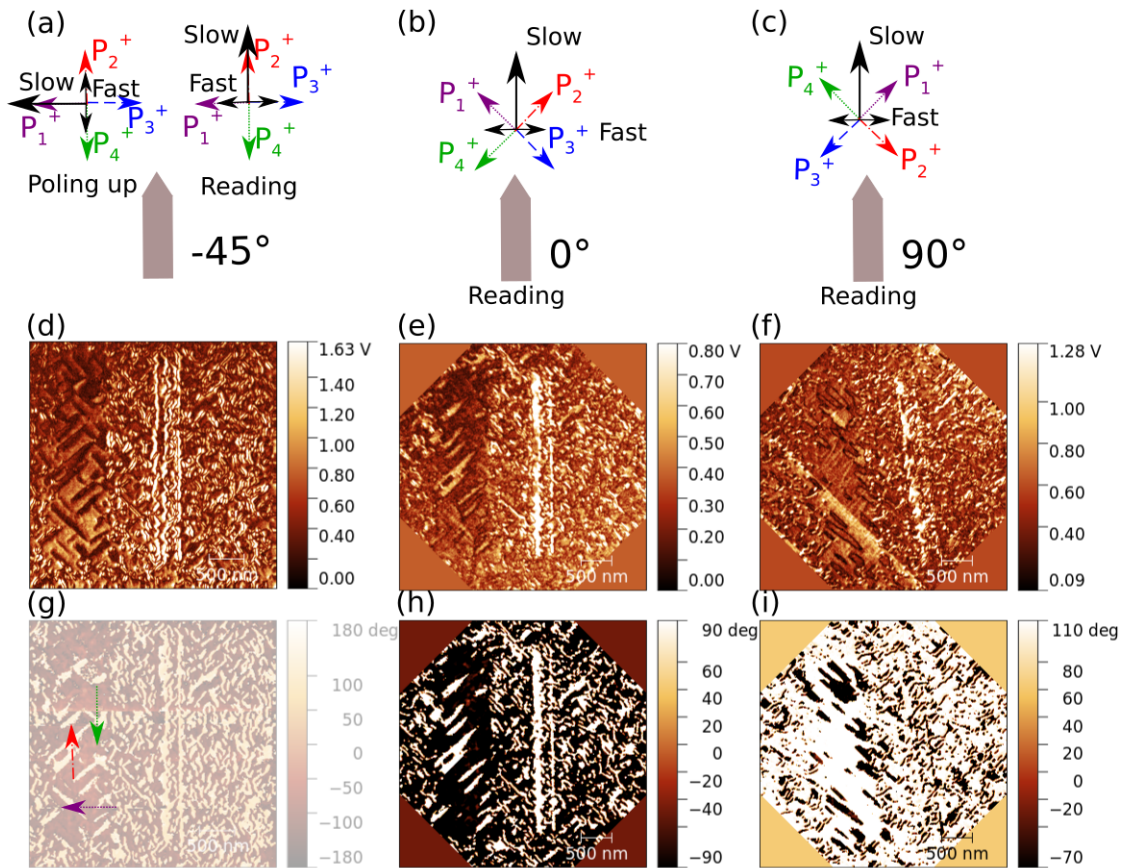 (a)
Slow
P2+
Fast
P3+
P1+
P4+
Poling up
Slow
P2+
Fast
P3+
P1+
P4+
Reading
-45°
(b)
Slow
P1+
P2+
Fast
P3+
P4+
0°
Reading
(c)
Slow
P4+
P1+
Fast
P3+
P2+
90°
Reading
(d)
1.63 V
1.40
1.20
1.00
0.80
0.60
0.40
0.00
500 nm
(e)
0.80 V
0.70
0.60
0.50
0.40
0.30
0.20
0.00
500 nm
(f)
1.28 V
1.00
0.80
0.60
0.40
0.09
500 nm
(g)
180 deg
100
50
0
−50
−100
−180
500 nm
(h)
90 deg
60
40
20
0
−20
−40
−60
−90
500 nm
(i)
110 deg
80
60
40
20
0
−20
−70
500 nm